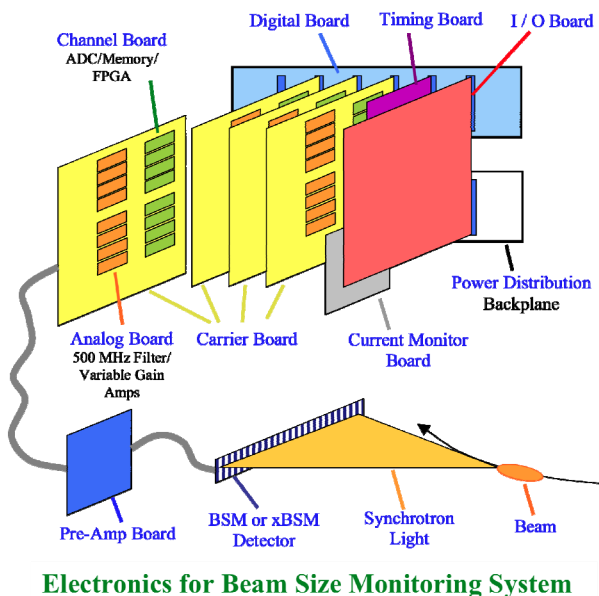 Digital Board
Timing Board
I / O Board
Channel Board
ADC/Memory/
FPGA
Power Distribution
Backplane
Analog Board
500 MHz Filter/
Variable Gain
Amps
Carrier Board
Current Monitor
Board
Pre-Amp Board
BSM or xBSM
Detector
Synchrotron
Light
Beam
Electronics for Beam Size Monitoring System